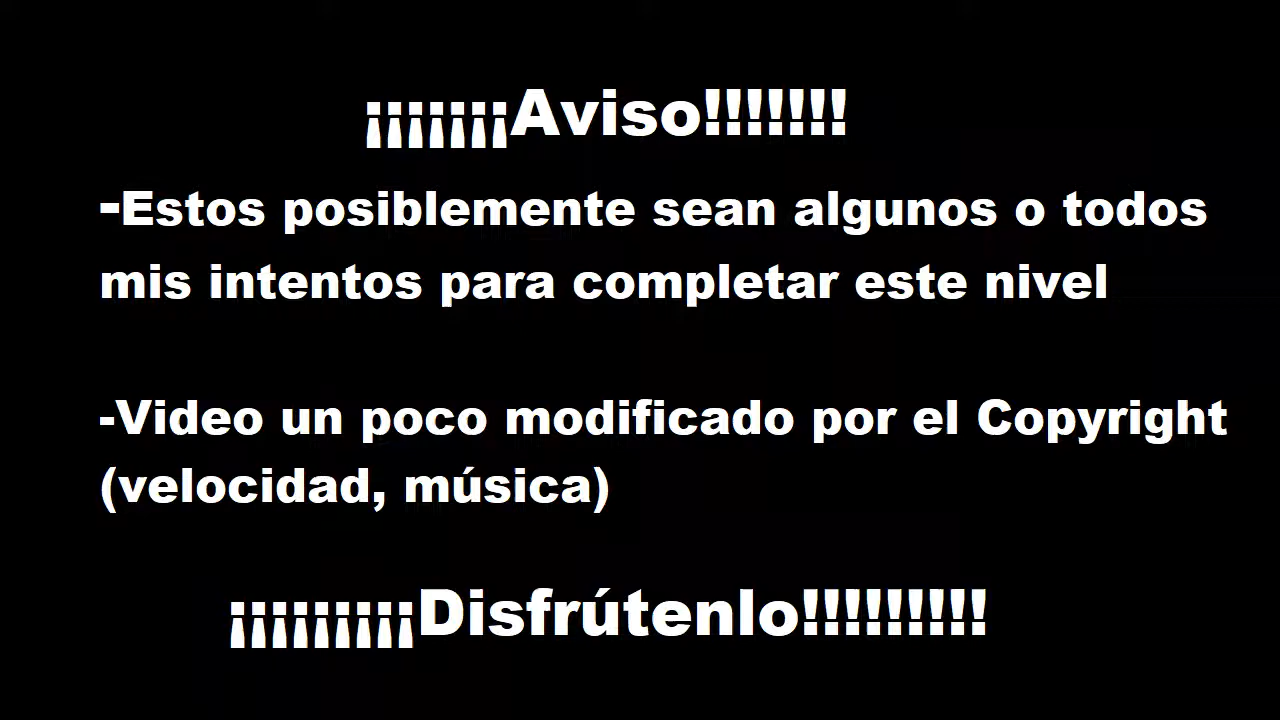 ¡¡¡¡¡¡¡Aviso!!!!!!!
-Estos posiblemente sean algunos o todos
mis intentos para completar este nivel
-Video un poco modificado por el Copyright
(velocidad, música)
¡¡¡¡¡¡¡¡¡Disfrútenlo!!!!!!!!!